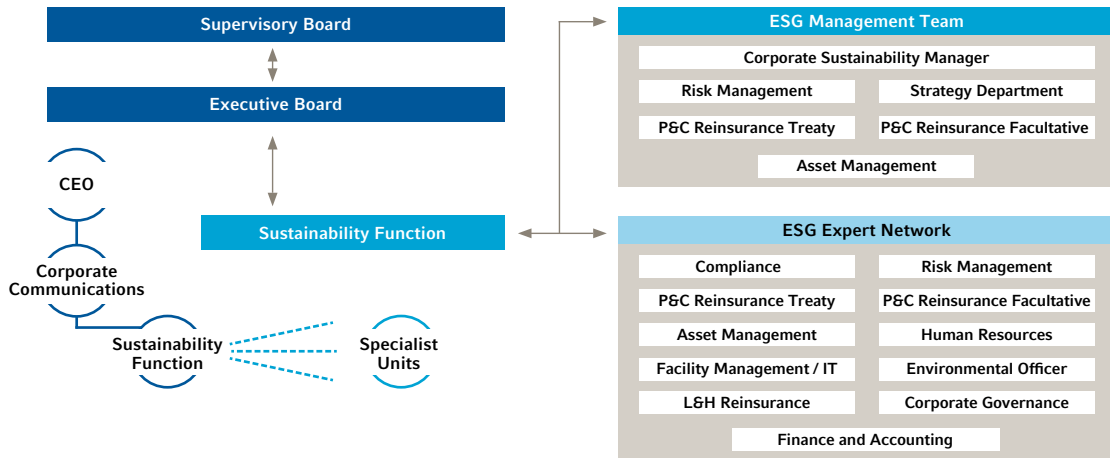 Supervisory Board
Executive Board
CEO
Sustainability Function
Corporate
Communications
Sustainability
Function
Specialist
Units
ESG Management Team
Corporate Sustainability Manager
Risk Management
Strategy Department
P&C Reinsurance Treaty
P&C Reinsurance Facultative
Asset Management
ESG Expert Network
Compliance
Risk Management
P&C Reinsurance Treaty
P&C Reinsurance Facultative
Asset Management
Human Resources
Facility Management / IT
Environmental Officer
L&H Reinsurance
Corporate Governance
Finance and Accounting